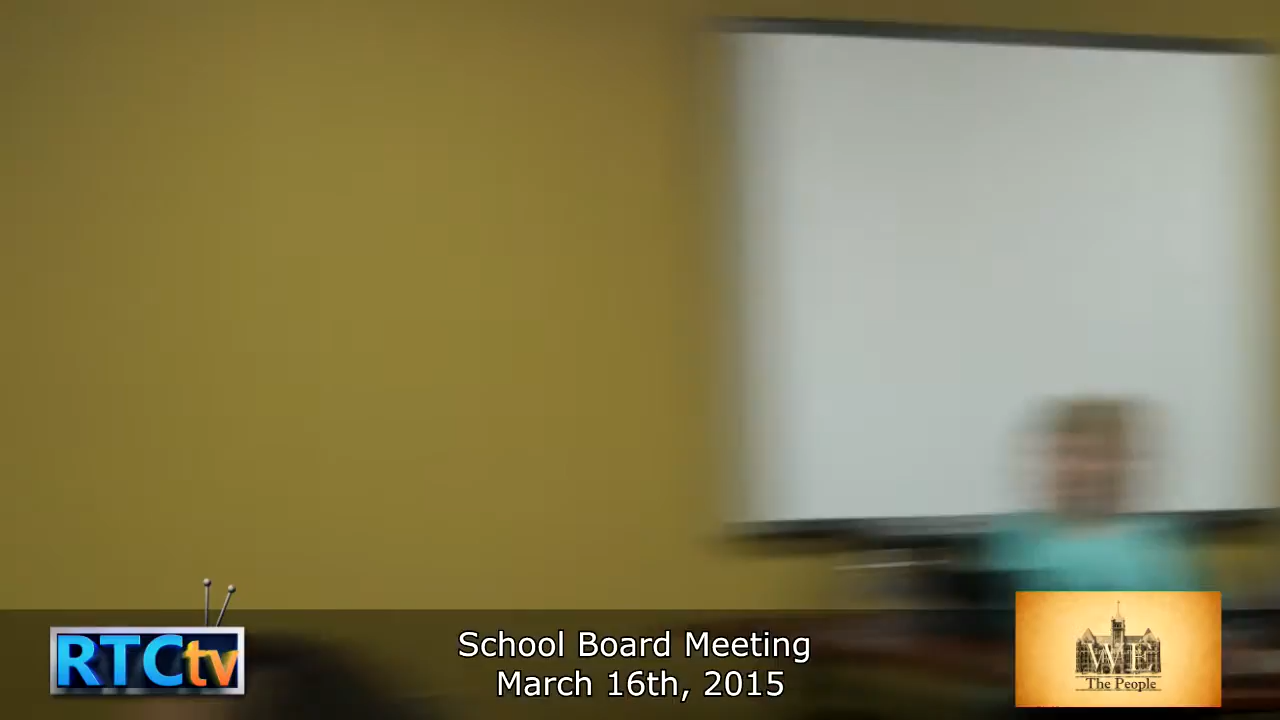 RTCtv
School Board Meeting
March 16th, 2015
WE
The People